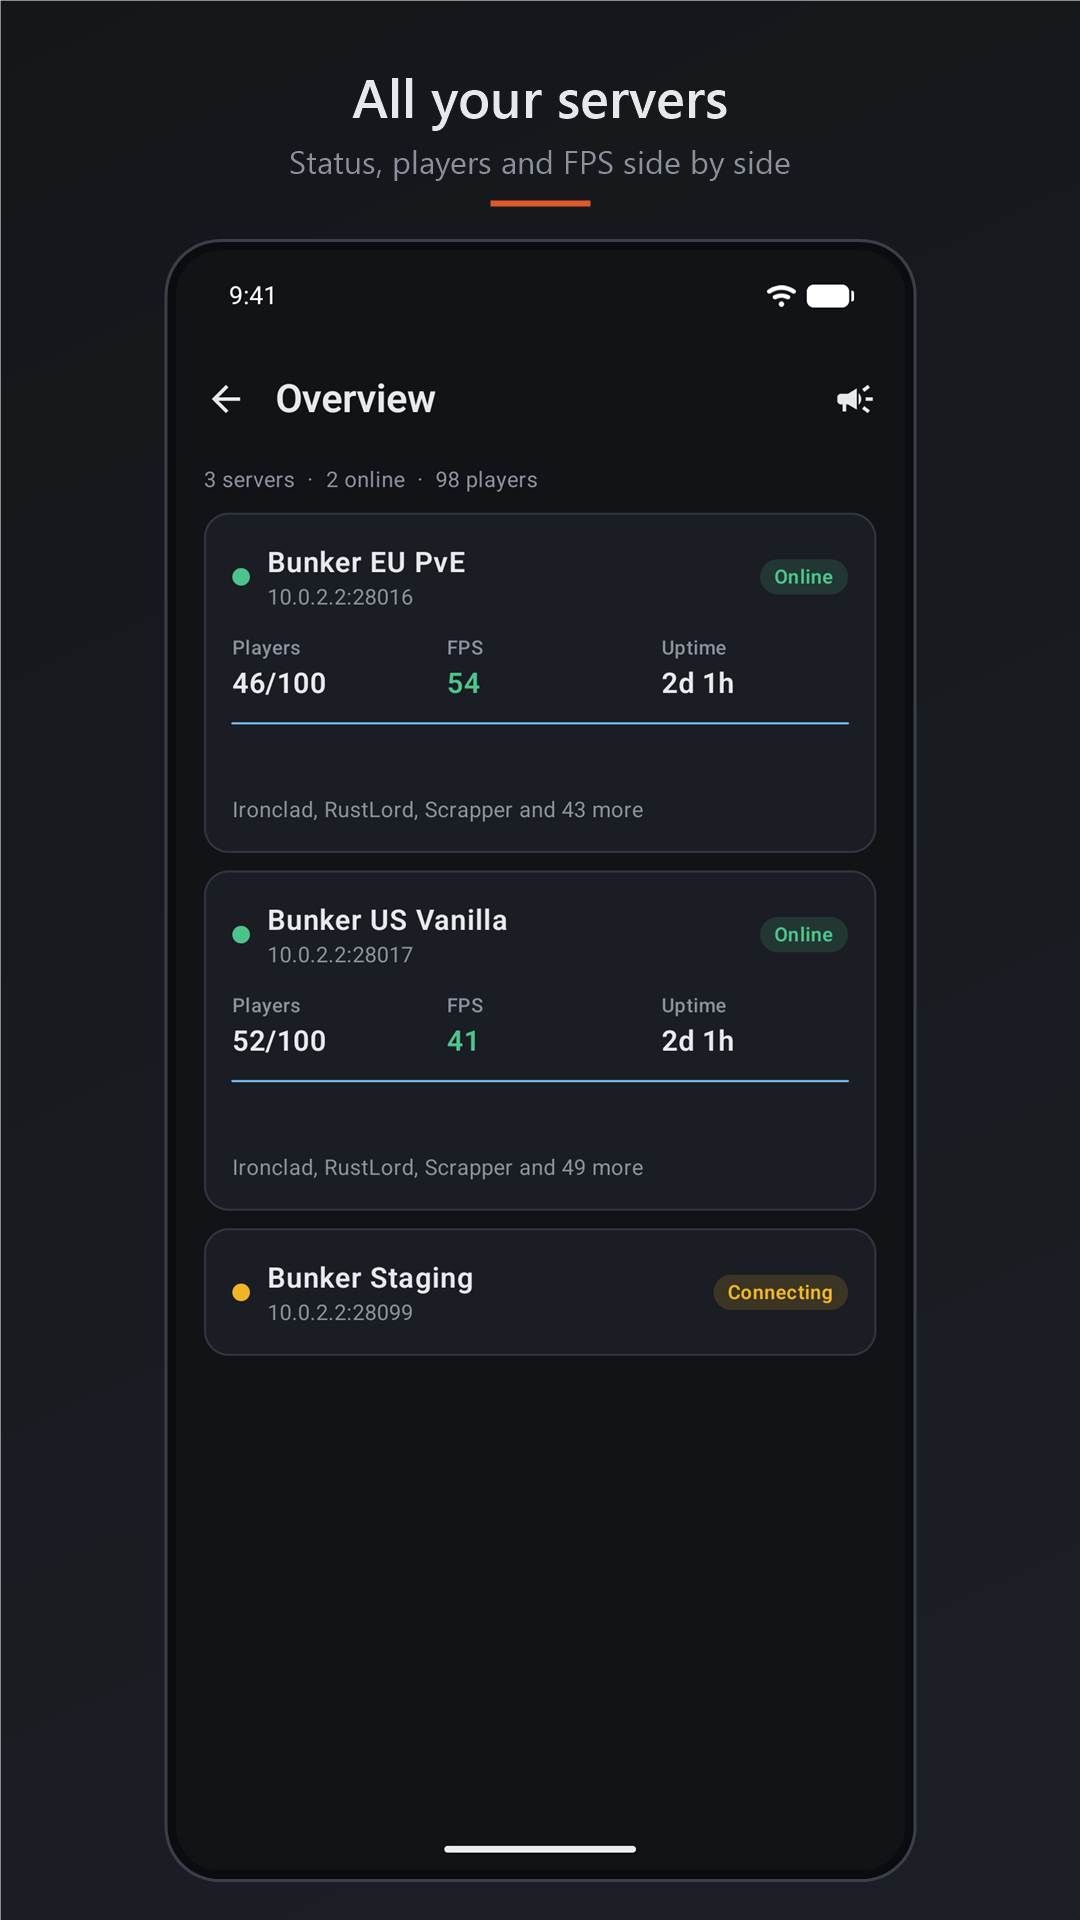 All your servers
Status, players and FPS side by side
9:41
Overview
3 servers · 2 online · 98 players
Bunker EU PvE
Online
10.0.2.2:28016
Players FPS Uptime
46/100 54 2d 1h
Ironclad, RustLord, Scrapper and 43 more
Bunker US Vanilla
Online
10.0.2.2:28017
Players FPS Uptime
52/100 41 2d 1h
Ironclad, RustLord, Scrapper and 49 more
Bunker Staging
Connecting
10.0.2.2:28099